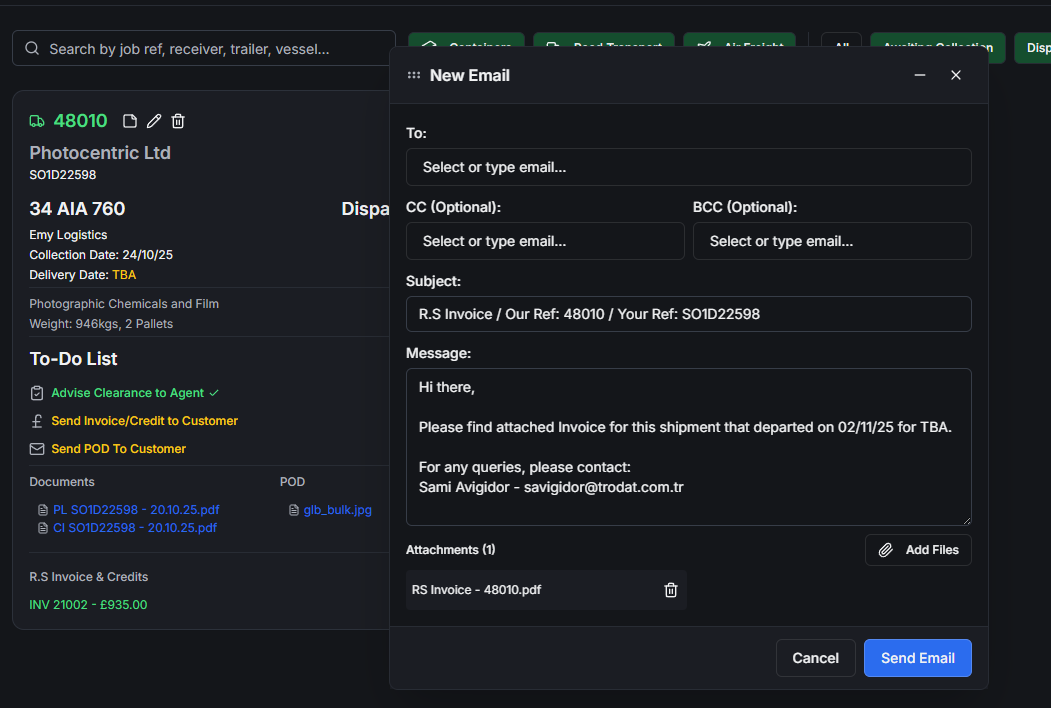 Search by job ref, receiver, trailer, vessel...
Containers
Road Transport
Air Freight
All
Awaiting Collection
48010
Photocentric Ltd
SO1D22598
34 AIA 760
Emy Logistics
Collection Date: 24/10/25
Delivery Date: TBA
Photographic Chemicals and Film
Weight: 946kgs, 2 Pallets
To-Do List
Advise Clearance to Agent ✓
£ Send Invoice/Credit to Customer
Send POD To Customer
Documents
POD
PL SO1D22598 - 20.10.25.pdf
glb_bulk.jpg
CI SO1D22598 - 20.10.25.pdf
R.S Invoice & Credits
INV 21002 - £935.00
New Email
To:
Select or type email...
CC (Optional):
BCC (Optional):
Select or type email...
Select or type email...
Subject:
R.S Invoice / Our Ref: 48010 / Your Ref: SO1D22598
Message:
Hi there,
Please find attached Invoice for this shipment that departed on 02/11/25 for TBA.
For any queries, please contact:
Sami Avigidor - savigidor@trodat.com.tr
Attachments (1)
Add Files
RS Invoice - 48010.pdf
Cancel
Send Email